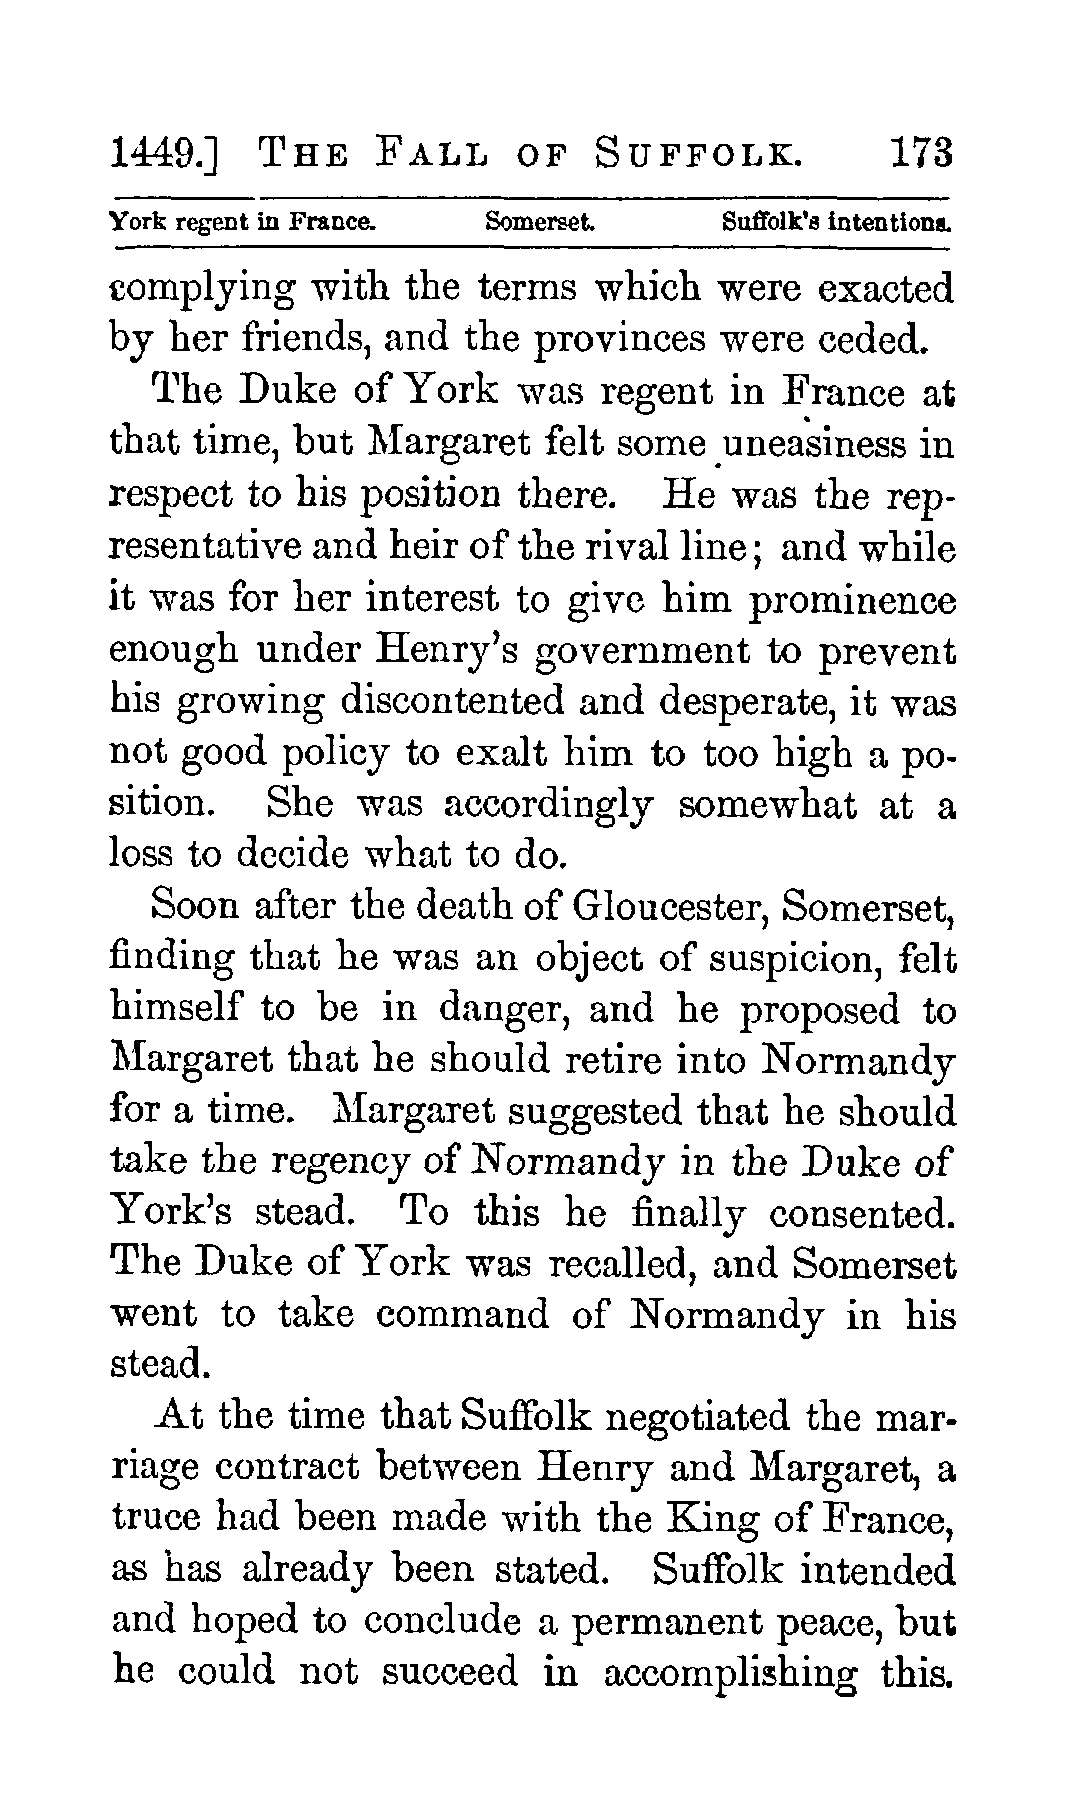 1449.] THE FALL OF SUFFOLK. 173
York regent in France. Somerset. Suffolk's intentions.
complying with the terms which were exacted
by her friends, and the provinces were ceded.
The Duke of York was regent in France at
that time, but Margaret felt some uneasiness in
respect to his position there. He was the rep-
resentative and heir of the rival line; and while
it was for her interest to give him prominence
enough under Henry's government to prevent
his growing discontented and desperate, it was
not good policy to exalt him to too high a po-
sition. She was accordingly somewhat at a
loss to decide what to do.
Soon after the death of Gloucester, Somerset,
finding that he was an object of suspicion, felt
himself to be in danger, and he proposed to
Margaret that he should retire into Normandy
for a time. Margaret suggested that he should
take the regency of Normandy in the Duke of
York's stead. To this he finally consented.
The Duke of York was recalled, and Somerset
went to take command of Normandy in his
stead.
At the time that Suffolk negotiated the mar-
riage contract between Henry and Margaret, a
truce had been made with the King of France,
as has already been stated. Suffolk intended
and hoped to conclude a permanent peace, but
he could not succeed in accomplishing this.